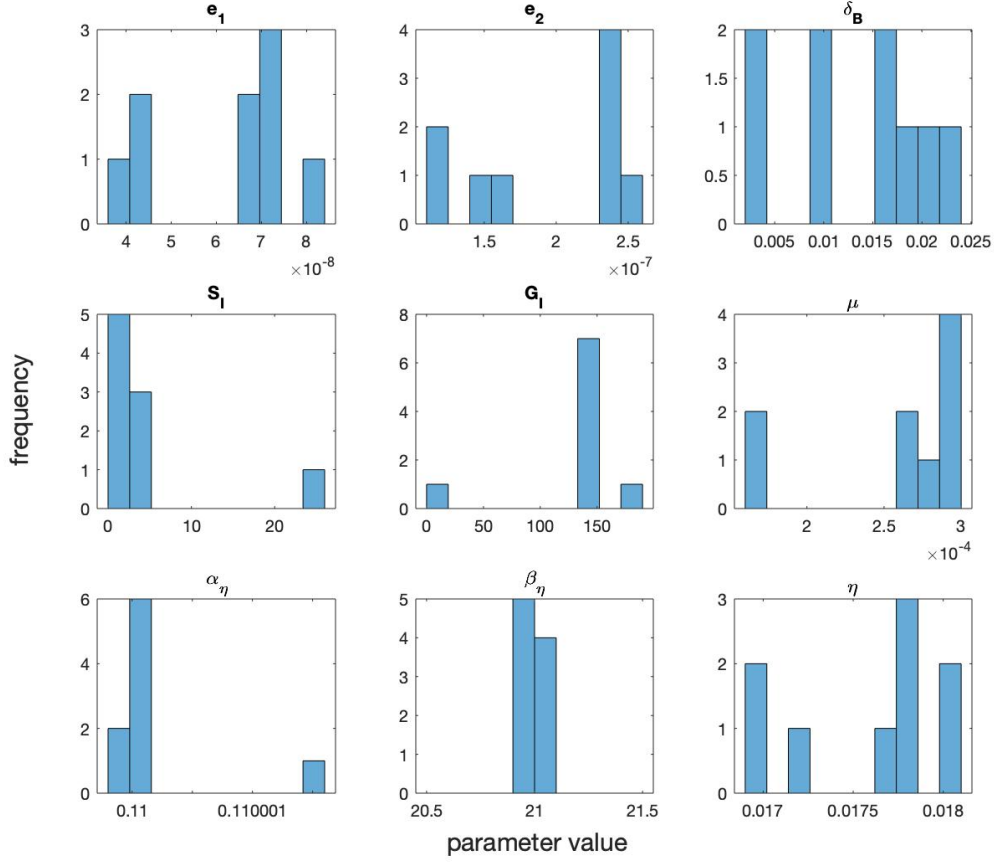 e₁
3
2
1
0
4 5 6 7 8
×10⁻⁸
e₂
4
3
2
1
0
1.5 2 2.5
×10⁻⁷
δ_B
2
1.5
1
0.5
0
0.005 0.01 0.015 0.02 0.025
S_I
5
4
3
2
1
0
0 10 20
G_I
8
6
4
2
0
0 50 100 150
μ
4
3
2
1
0
2 2.5 3
×10⁻⁴
α_η
6
4
2
0
0.11 0.110001
β_η
5
4
3
2
1
0
20.5 21 21.5
η
3
2
1
0
0.017 0.0175 0.018
frequency
parameter value